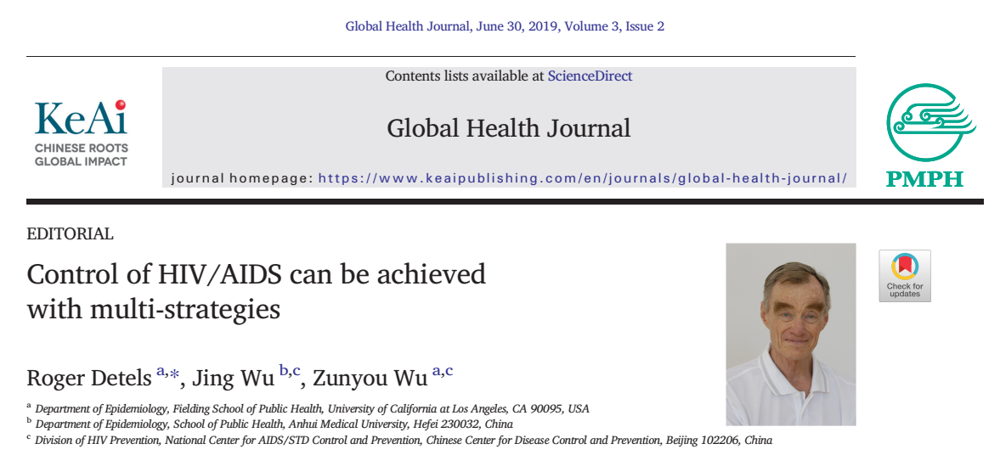 Global Health Journal, June 30, 2019, Volume 3, Issue 2
Contents lists available at ScienceDirect
KeAi
CHINESE ROOTS
GLOBAL IMPACT
Global Health Journal
journal homepage: https://www.keaipublishing.com/en/journals/global-health-journal/
PMPH
EDITORIAL
Control of HIV/AIDS can be achieved
with multi-strategies
Check for
updates
Roger Detels a,*, Jing Wu b,c, Zunyou Wu a,c
a Department of Epidemiology, Fielding School of Public Health, University of California at Los Angeles, CA 90095, USA
b Department of Epidemiology, School of Public Health, Anhui Medical University, Hefei 230032, China
c Division of HIV Prevention, National Center for AIDS/STD Control and Prevention, Chinese Center for Disease Control and Prevention, Beijing 102206, China